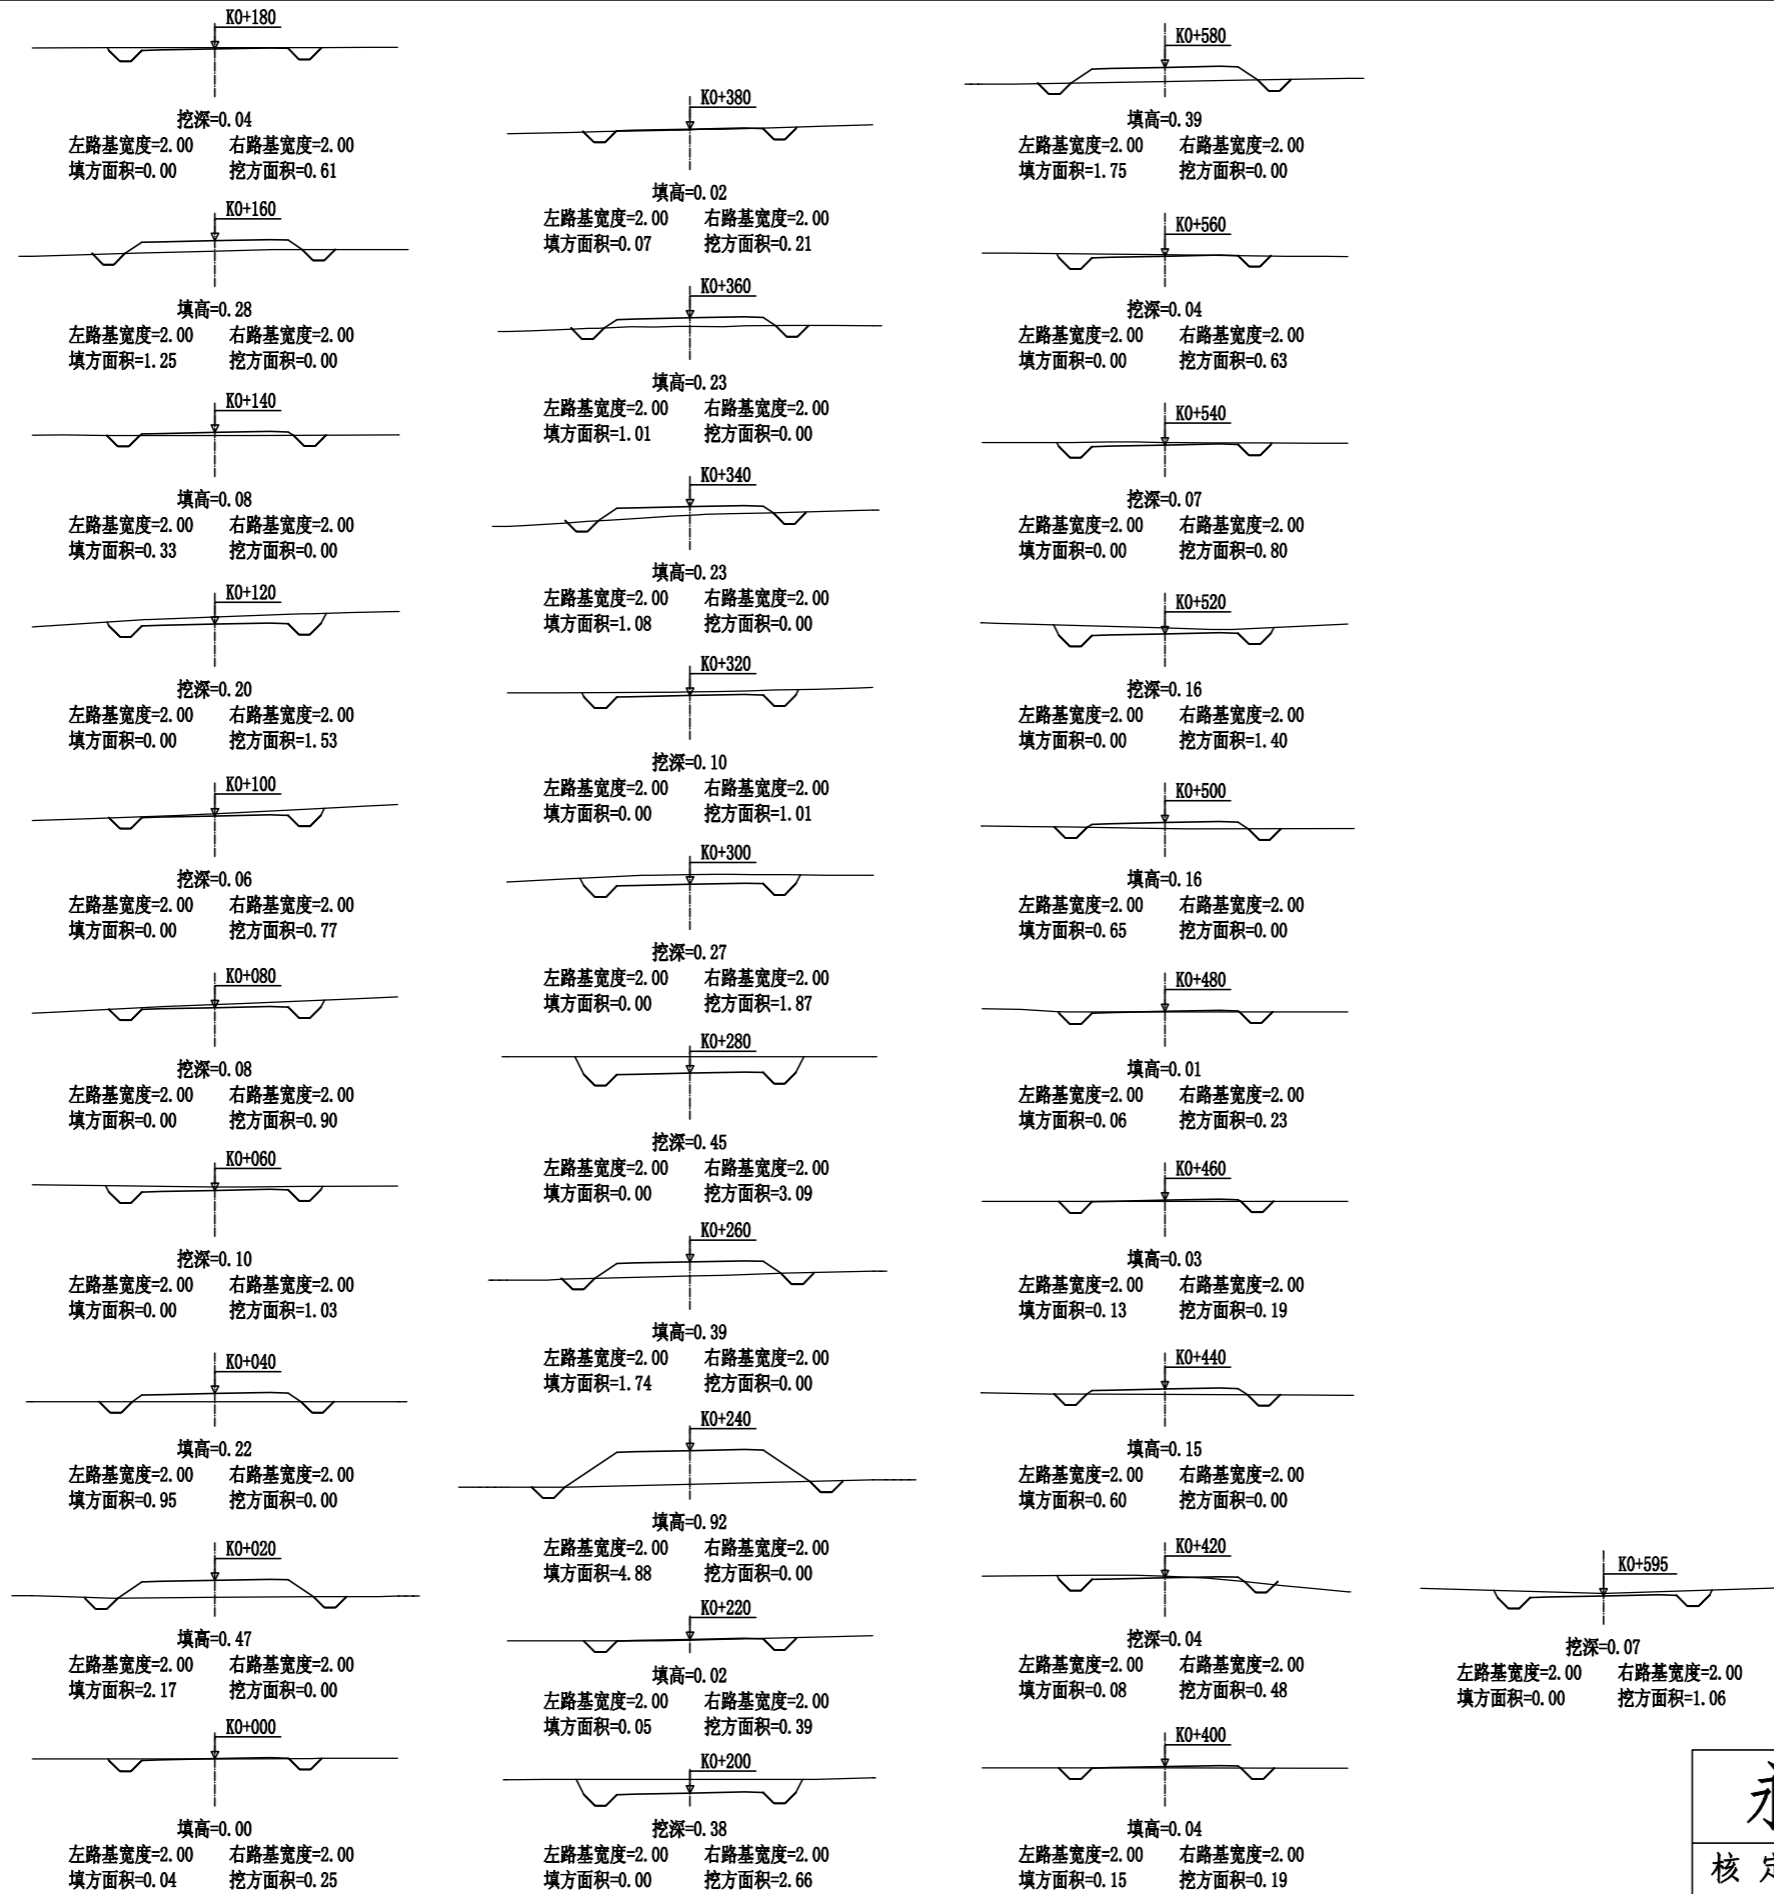 K0+180
挖深=0.04
左路基宽度=2.00 右路基宽度=2.00
填方面积=0.00 挖方面积=0.61
K0+160
填高=0.28
左路基宽度=2.00 右路基宽度=2.00
填方面积=1.25 挖方面积=0.00
K0+140
填高=0.08
左路基宽度=2.00 右路基宽度=2.00
填方面积=0.33 挖方面积=0.00
K0+120
挖深=0.20
左路基宽度=2.00 右路基宽度=2.00
填方面积=0.00 挖方面积=1.53
K0+100
挖深=0.06
左路基宽度=2.00 右路基宽度=2.00
填方面积=0.00 挖方面积=0.77
K0+080
挖深=0.08
左路基宽度=2.00 右路基宽度=2.00
填方面积=0.00 挖方面积=0.90
K0+060
挖深=0.10
左路基宽度=2.00 右路基宽度=2.00
填方面积=0.00 挖方面积=1.03
K0+040
填高=0.22
左路基宽度=2.00 右路基宽度=2.00
填方面积=0.95 挖方面积=0.00
K0+020
填高=0.47
左路基宽度=2.00 右路基宽度=2.00
填方面积=2.17 挖方面积=0.00
K0+000
填高=0.00
左路基宽度=2.00 右路基宽度=2.00
填方面积=0.04 挖方面积=0.25
K0+380
填高=0.02
左路基宽度=2.00 右路基宽度=2.00
填方面积=0.07 挖方面积=0.21
K0+360
填高=0.23
左路基宽度=2.00 右路基宽度=2.00
填方面积=1.01 挖方面积=0.00
K0+340
填高=0.23
左路基宽度=2.00 右路基宽度=2.00
填方面积=1.08 挖方面积=0.00
K0+320
挖深=0.10
左路基宽度=2.00 右路基宽度=2.00
填方面积=0.00 挖方面积=1.01
K0+300
挖深=0.27
左路基宽度=2.00 右路基宽度=2.00
填方面积=0.00 挖方面积=1.87
K0+280
挖深=0.45
左路基宽度=2.00 右路基宽度=2.00
填方面积=0.00 挖方面积=3.09
K0+260
填高=0.39
左路基宽度=2.00 右路基宽度=2.00
填方面积=1.74 挖方面积=0.00
K0+240
填高=0.92
左路基宽度=2.00 右路基宽度=2.00
填方面积=4.88 挖方面积=0.00
K0+220
填高=0.02
左路基宽度=2.00 右路基宽度=2.00
填方面积=0.05 挖方面积=0.39
K0+200
挖深=0.38
左路基宽度=2.00 右路基宽度=2.00
填方面积=0.00 挖方面积=2.66
K0+580
填高=0.39
左路基宽度=2.00 右路基宽度=2.00
填方面积=1.75 挖方面积=0.00
K0+560
挖深=0.04
左路基宽度=2.00 右路基宽度=2.00
填方面积=0.00 挖方面积=0.63
K0+540
挖深=0.07
左路基宽度=2.00 右路基宽度=2.00
填方面积=0.00 挖方面积=0.80
K0+520
挖深=0.16
左路基宽度=2.00 右路基宽度=2.00
填方面积=0.00 挖方面积=1.40
K0+500
填高=0.16
左路基宽度=2.00 右路基宽度=2.00
填方面积=0.65 挖方面积=0.00
K0+480
填高=0.01
左路基宽度=2.00 右路基宽度=2.00
填方面积=0.06 挖方面积=0.23
K0+460
填高=0.03
左路基宽度=2.00 右路基宽度=2.00
填方面积=0.13 挖方面积=0.19
K0+440
填高=0.15
左路基宽度=2.00 右路基宽度=2.00
填方面积=0.60 挖方面积=0.00
K0+420
挖深=0.04
左路基宽度=2.00 右路基宽度=2.00
填方面积=0.08 挖方面积=0.48
K0+400
填高=0.04
左路基宽度=2.00 右路基宽度=2.00
填方面积=0.15 挖方面积=0.19
K0+595
挖深=0.07
左路基宽度=2.00 右路基宽度=2.00
填方面积=0.00 挖方面积=1.06
核定